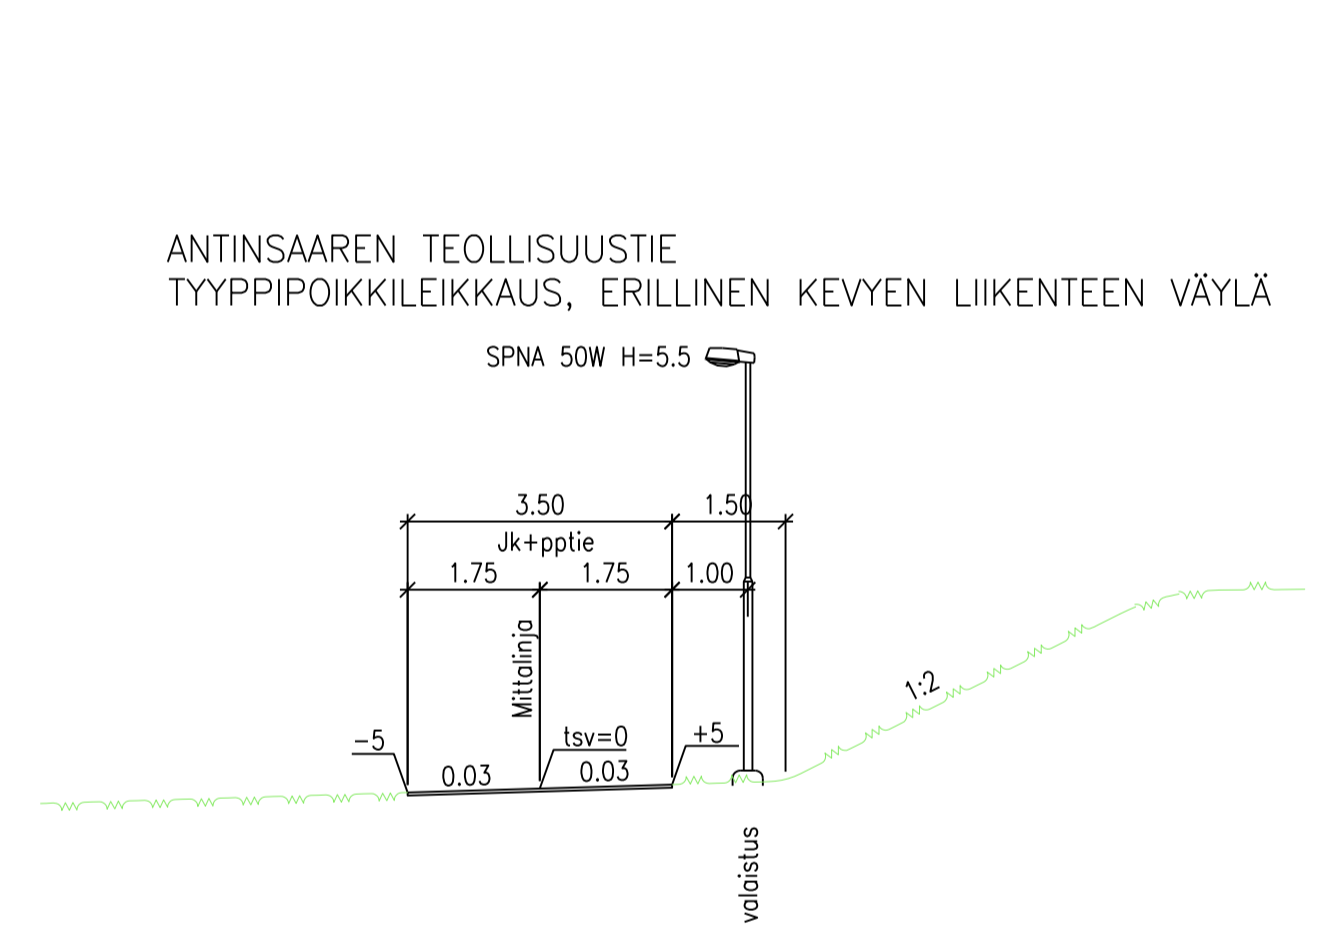 ANTINSAAREN TEOLLISUUSTIE
TYYPPIPOIKKILEIKKAUS, ERILLINEN KEVYEN LIIKENTEEN VÄYLÄ
SPNA 50W H=5.5
3.50 1.50
Jk+pptie
1.75 1.75 1.00
Mittalinja
1:2
-5 tsv=0 +5
0.03 0.03
valaistus